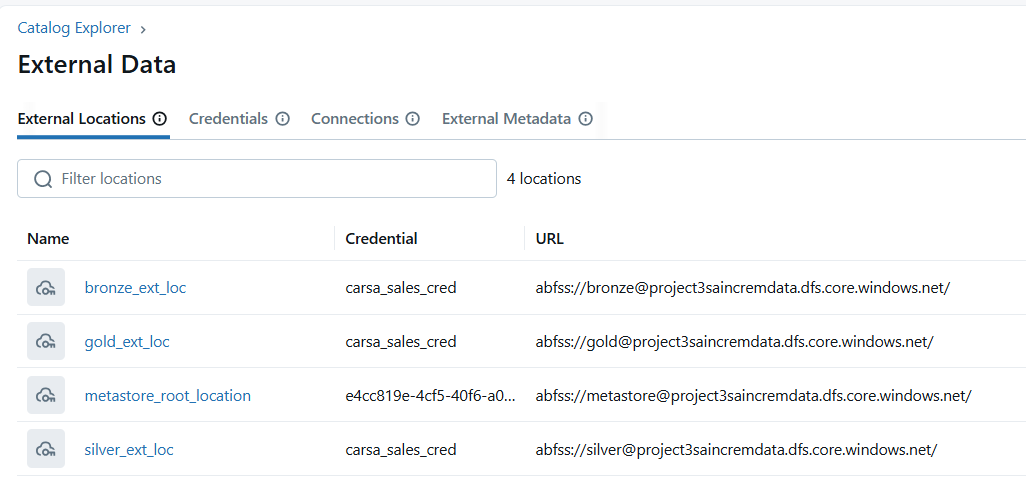 Catalog Explorer
External Data
External Locations Credentials Connections External Metadata
Filter locations 4 locations
Name Credential URL
bronze_ext_loc carsa_sales_cred abfss://bronze@project3saincremdata.dfs.core.windows.net/
gold_ext_loc carsa_sales_cred abfss://gold@project3saincremdata.dfs.core.windows.net/
metastore_root_location e4cc819e-4cf5-40f6-a0... abfss://metastore@project3saincremdata.dfs.core.windows.net/
silver_ext_loc carsa_sales_cred abfss://silver@project3saincremdata.dfs.core.windows.net/